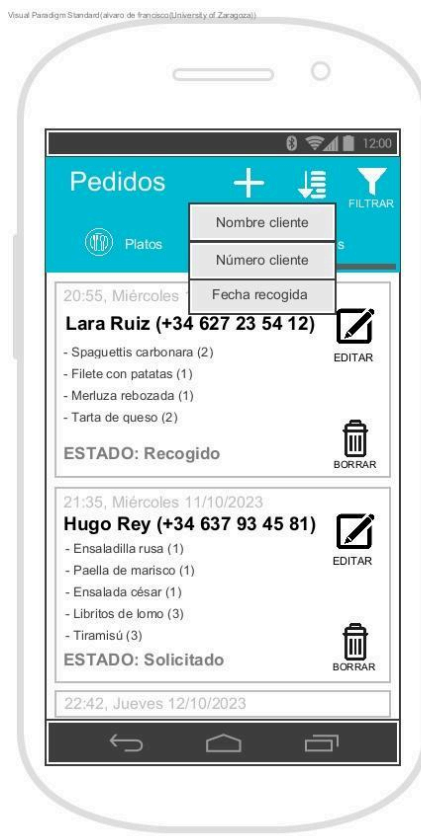 Visual Paradigm Standard(alvaro de francisco(University of Zaragoza))
12:00
Pedidos
FILTRAR
Nombre cliente
Platos
s
Número cliente
Fecha recogida
20:55, Miércoles
Lara Ruiz (+34 627 23 54 12)
- Spaguettis carbonara (2)
EDITAR
- Filete con patatas (1)
- Merluza rebozada (1)
- Tarta de queso (2)
ESTADO: Recogido
BORRAR
21:35, Miércoles 11/10/2023
Hugo Rey (+34 637 93 45 81)
- Ensaladilla rusa (1)
EDITAR
- Paella de marisco (1)
- Ensalada césar (1)
- Libritos de lomo (3)
- Tiramisú (3)
ESTADO: Solicitado
BORRAR
22:42, Jueves 12/10/2023